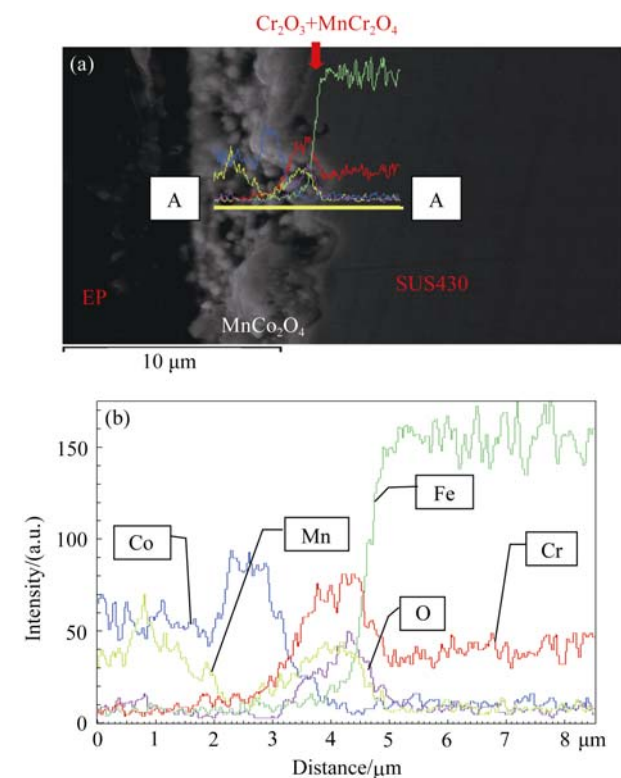 Cr₂O₃+MnCr₂O₄
(a)
A
A
EP
SUS430
MnCo₂O₄
10 μm
(b)
150
Fe
Co
Mn
Cr
100
O
50
0
Intensity/(a.u.)
0 1 2 3 4 5 6 7 8 μm
Distance/μm